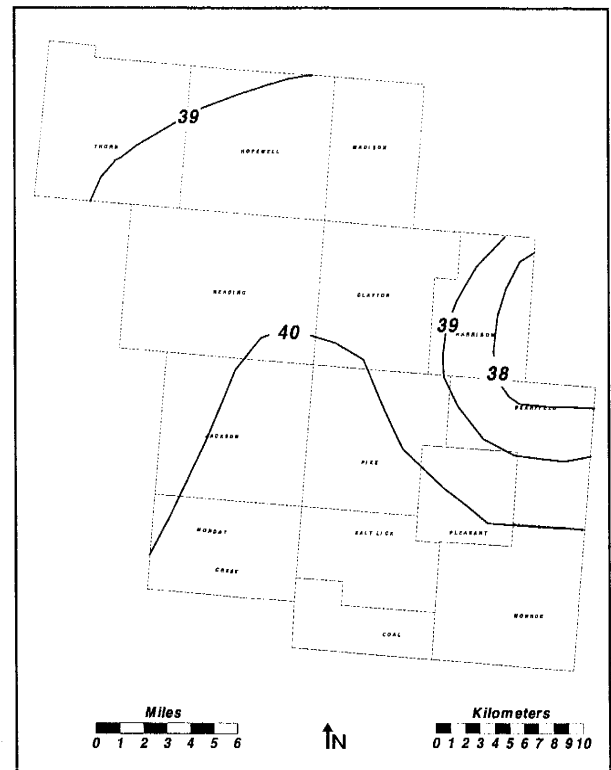 39
THORN
HOPEWELL
MADISON
READING
CLAYTON
39
HARRISON
40
38
BEARFIELD
JACKSON
PIKE
MONDAY
CREEK
SALT LICK
PLEASANT
MONROE
COAL
Miles
0 1 2 3 4 5 6
N
Kilometers
0 1 2 3 4 5 6 7 8 9 10